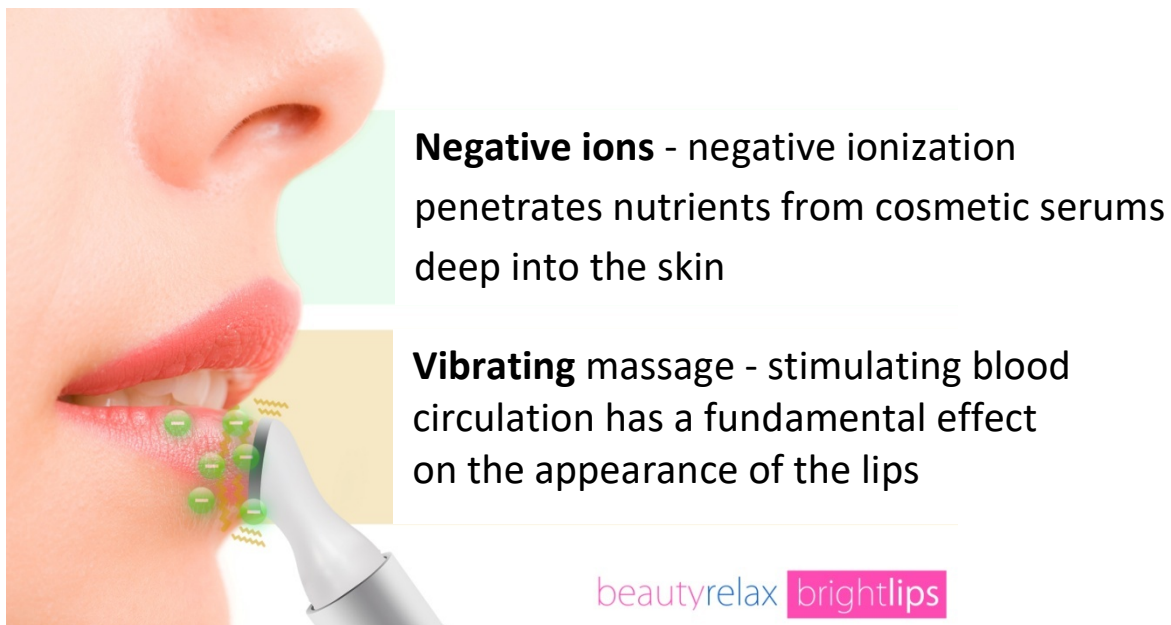 Negative ions - negative ionization
penetrates nutrients from cosmetic serums
deep into the skin
Vibrating massage - stimulating blood
circulation has a fundamental effect
on the appearance of the lips
beautyrelax brightlips